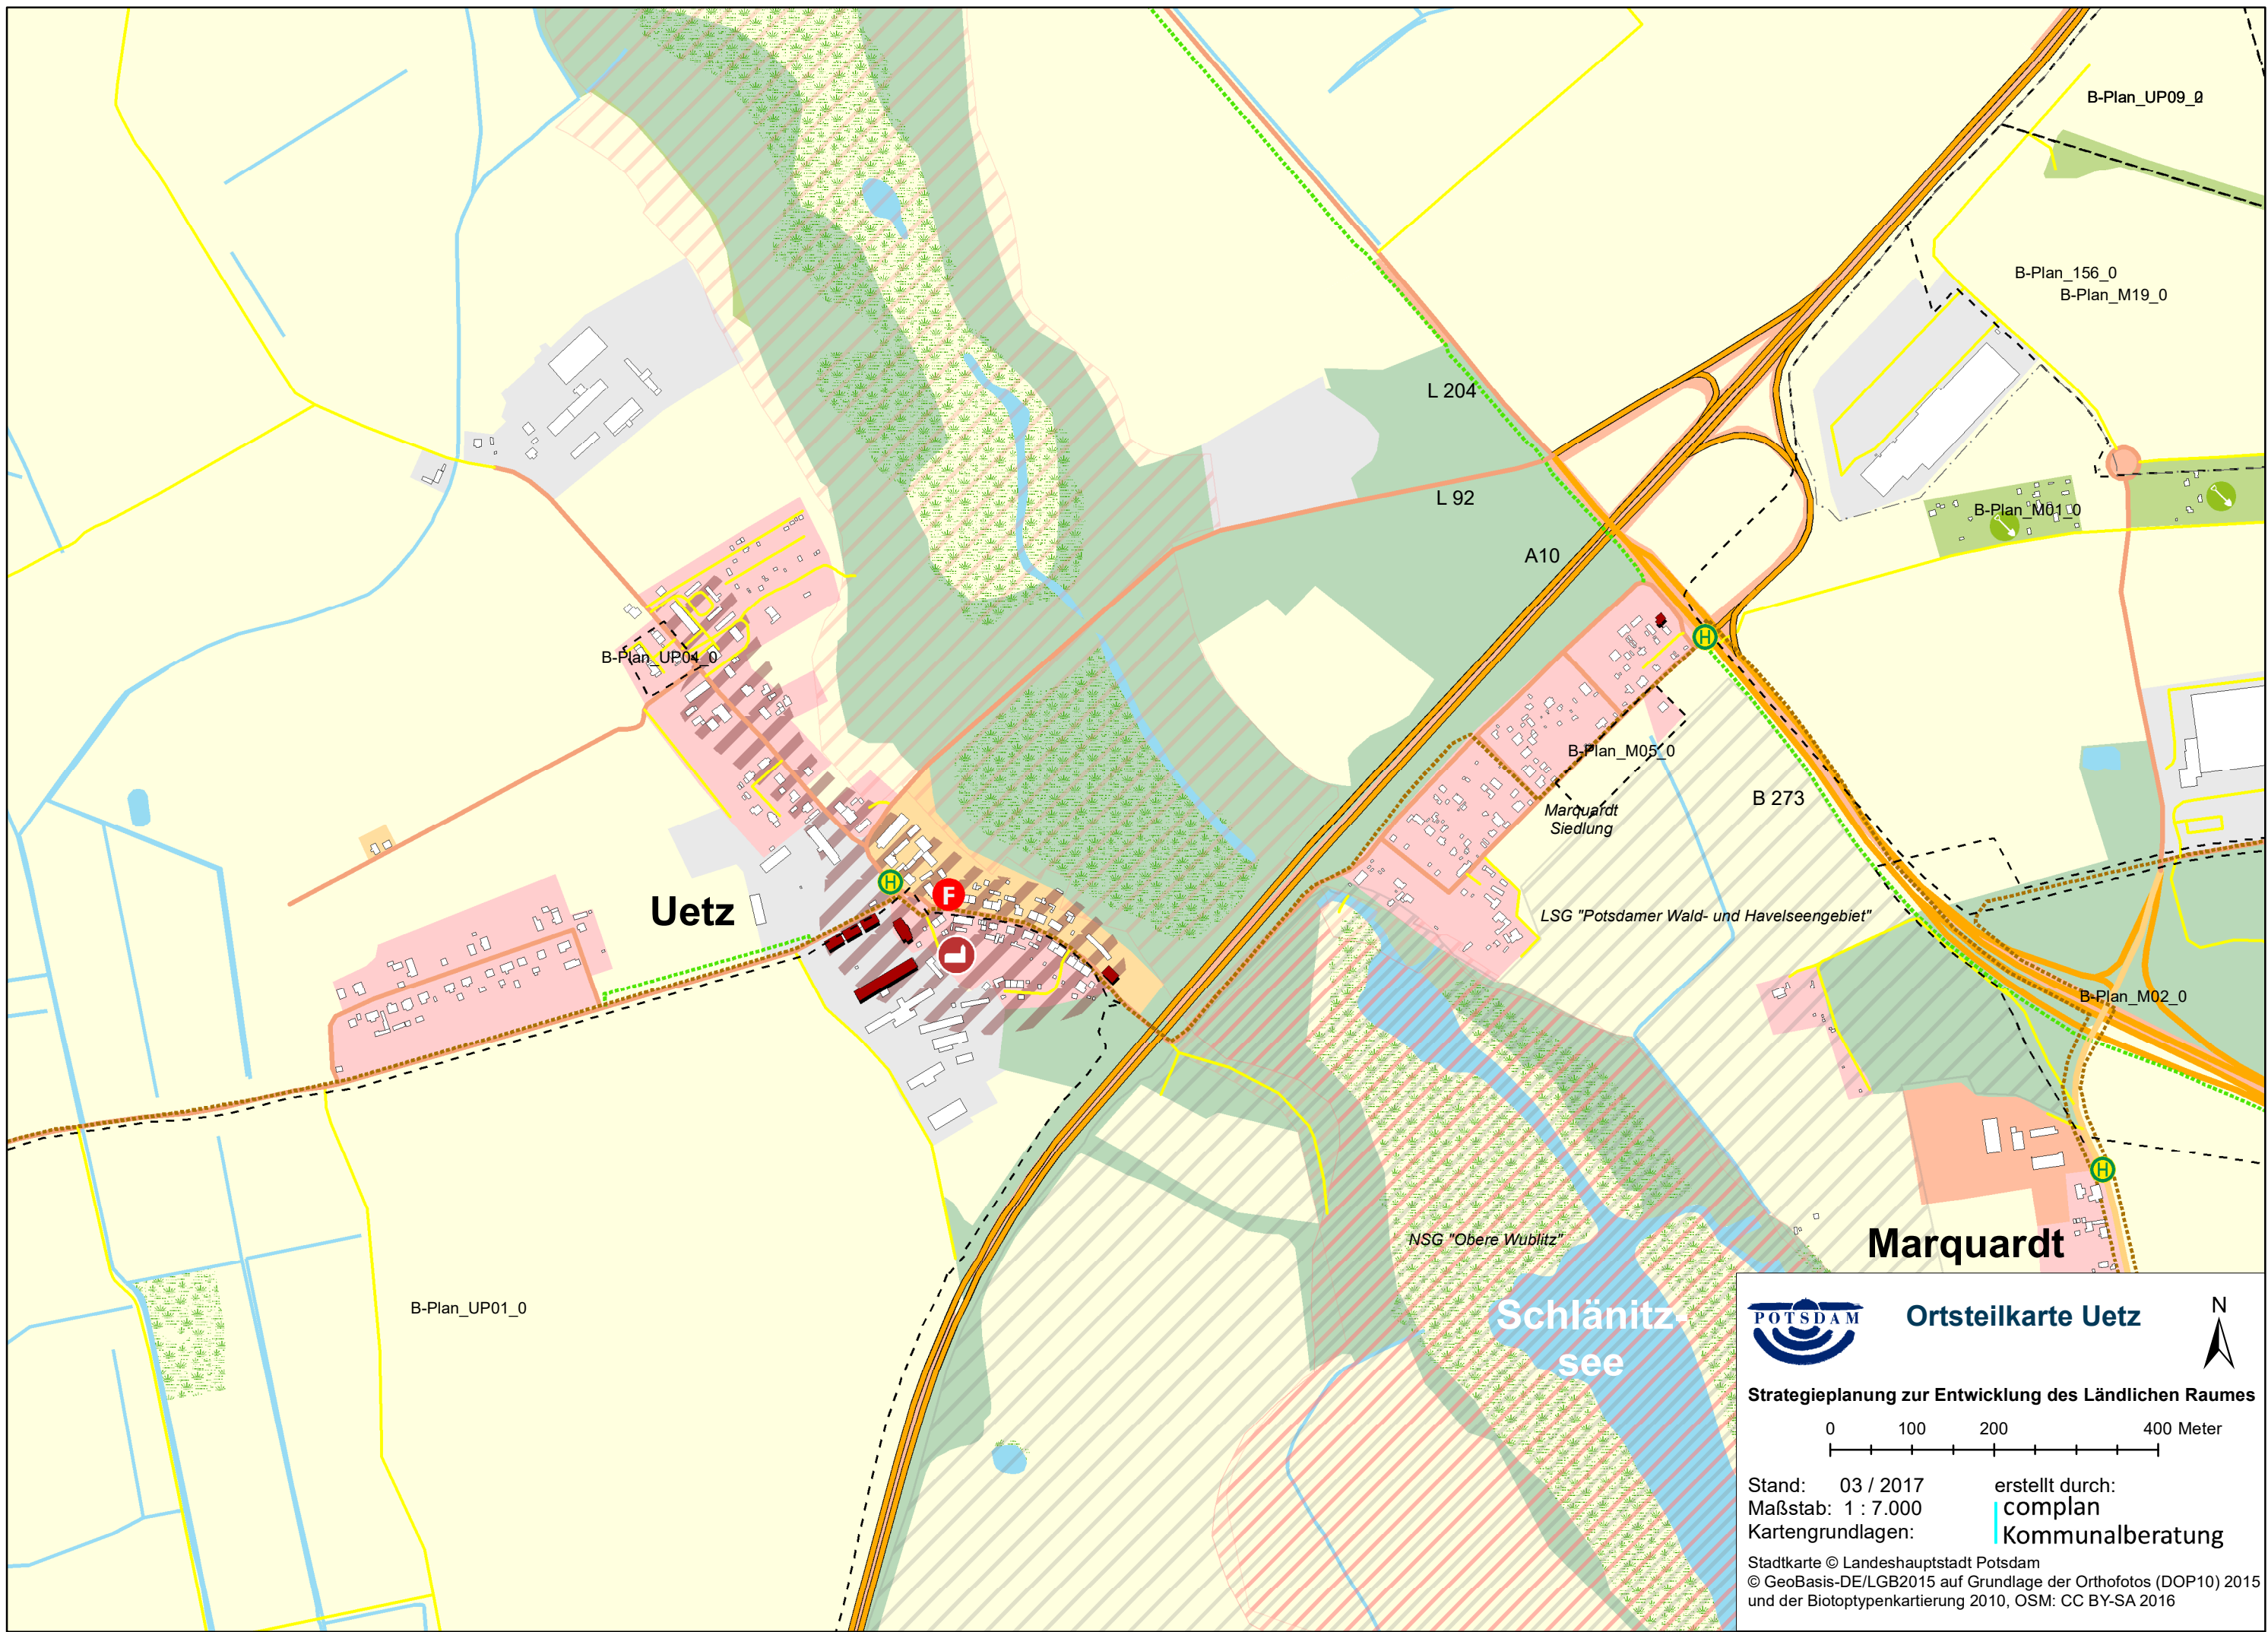 B-Plan_UP09_2
B-Plan_156_0
B-Plan_M19_0
L 204
L 92
B-Plan_M01_0
A10
B-Plan_UP04_0
B-Plan_M05_0
B 273
Marquardt
Siedlung
H
H
F
Uetz
LSG "Potsdamer Wald- und Havelseengebiet"
B-Plan_M02_0
H
NSG "Obere Wublitz"
Marquardt
B-Plan_UP01_0
Schlänitz-
see
POTSDAM
Ortsteilkarte Uetz
N
Strategieplanung zur Entwicklung des Ländlichen Raumes
0 100 200 400 Meter
Stand: 03 / 2017
Maßstab: 1 : 7.000
Kartengrundlagen:
erstellt durch:
complan
Kommunalberatung
Stadtkarte © Landeshauptstadt Potsdam
© GeoBasis-DE/LGB2015 auf Grundlage der Orthofotos (DOP10) 2015
und der Biotoptypenkartierung 2010, OSM: CC BY-SA 2016